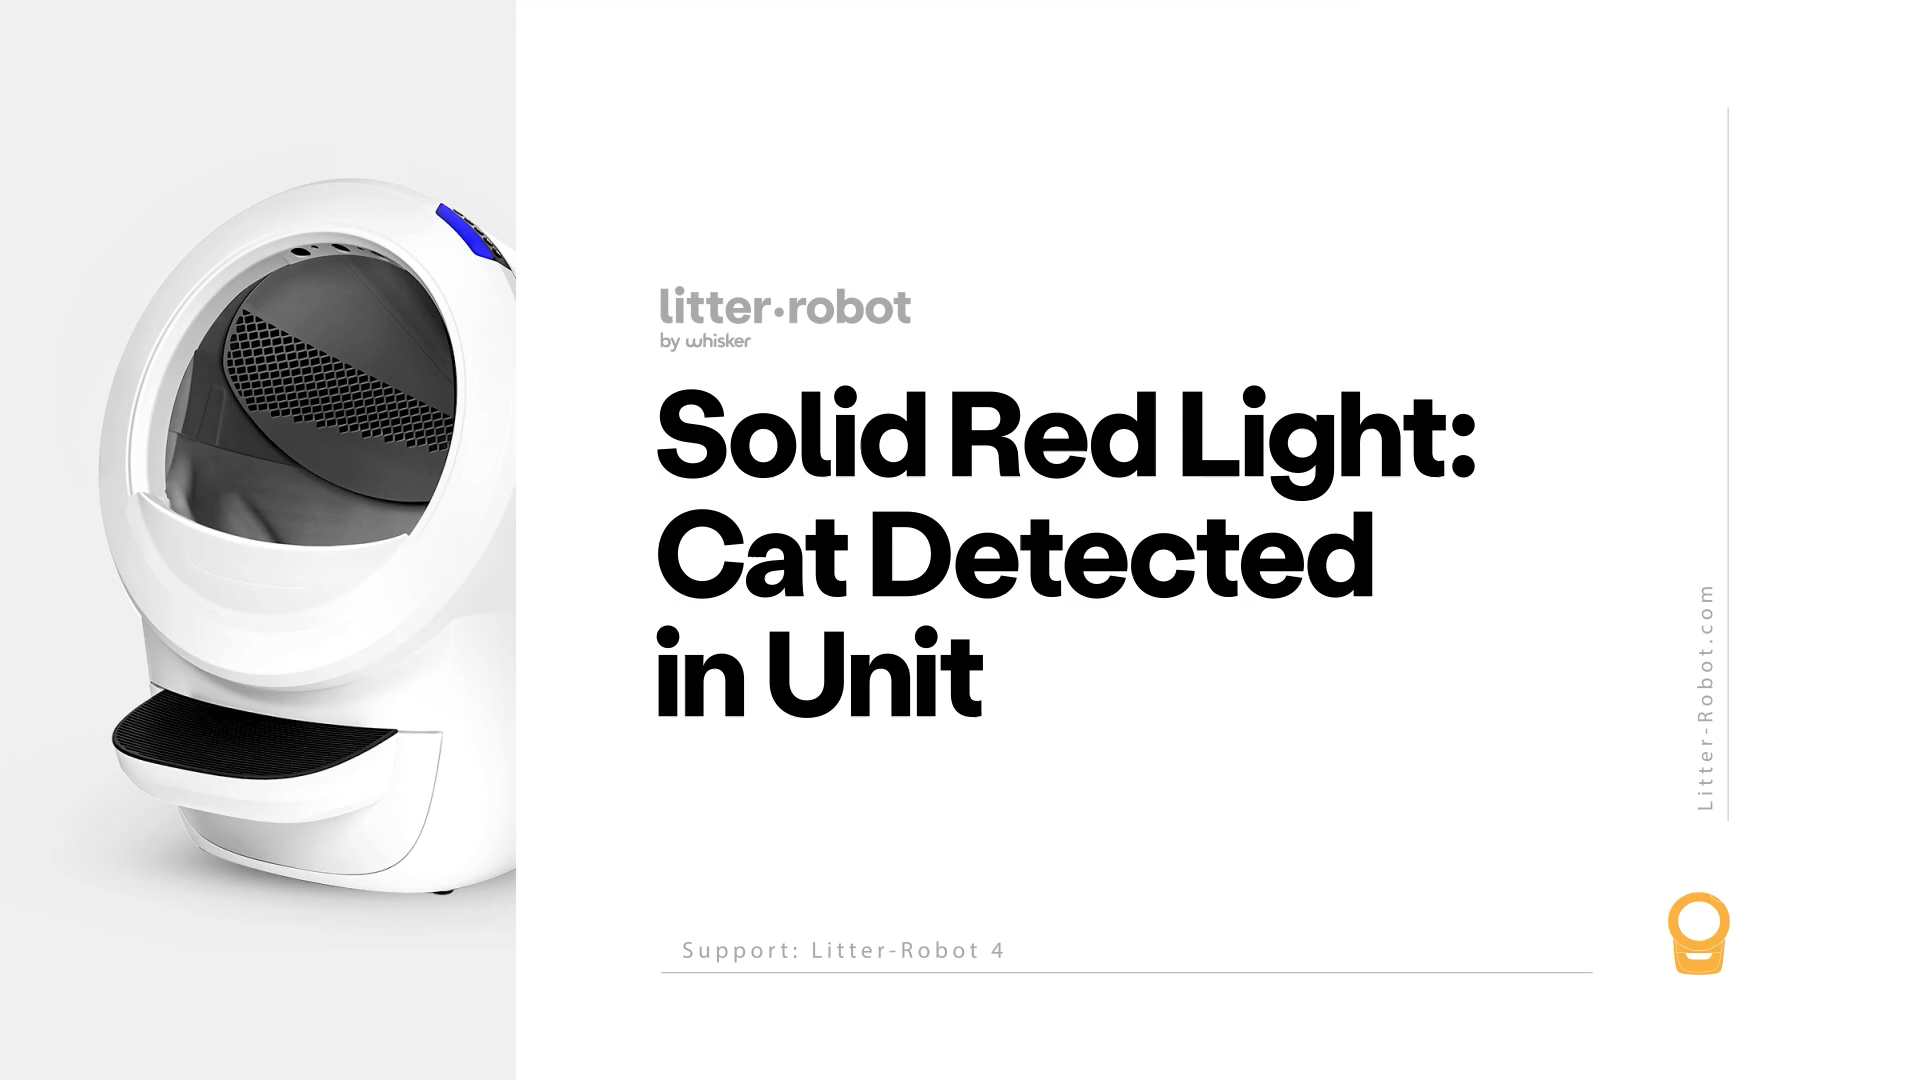 litter·robot
by whisker
Solid Red Light:
Cat Detected
in Unit
Litter-Robot.com
Support: Litter-Robot 4